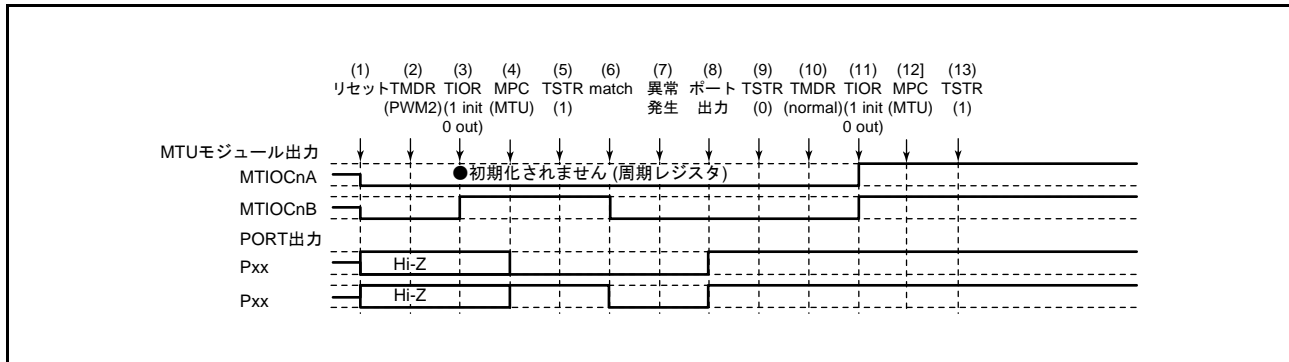 (1) (2) (3) (4) (5) (6) (7) (8) (9) (10) (11) (12] (13)
リセット TMDR TIOR MPC TSTR match 異常 ポート TSTR TMDR TIOR MPC TSTR
(PWM2) (1 init (MTU) (1) 発生 出力 (0) (normal) (1 init (MTU) (1)
0 out) 0 out)
MTUモジュール出力
MTIOCnA ●初期化されません (周期レジスタ)
MTIOCnB
PORT出力
Pxx Hi-Z
Pxx Hi-Z